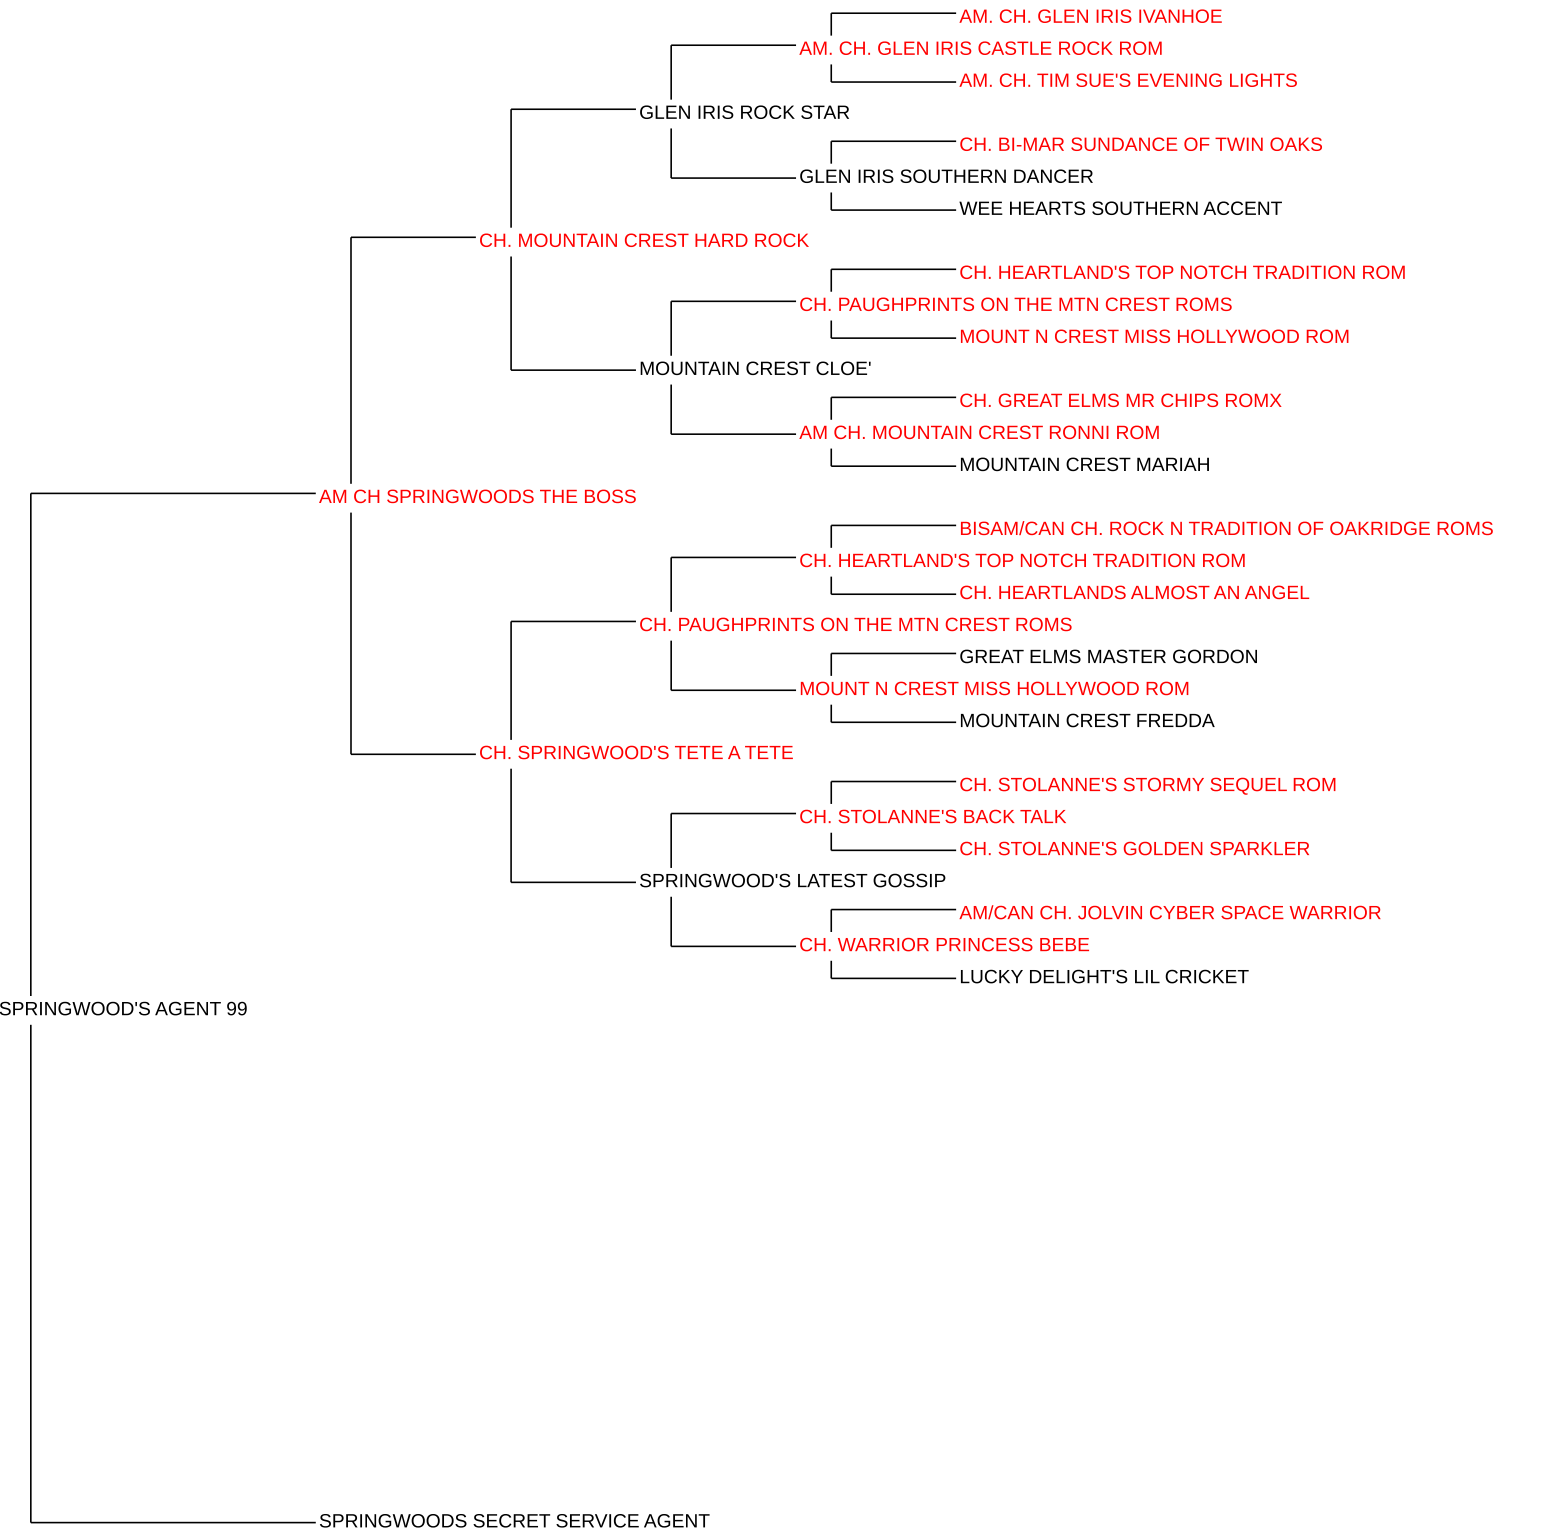 AM. CH. GLEN IRIS IVANHOE
AM. CH. GLEN IRIS CASTLE ROCK ROM
AM. CH. TIM SUE'S EVENING LIGHTS
GLEN IRIS ROCK STAR
CH. BI-MAR SUNDANCE OF TWIN OAKS
GLEN IRIS SOUTHERN DANCER
WEE HEARTS SOUTHERN ACCENT
CH. MOUNTAIN CREST HARD ROCK
CH. HEARTLAND'S TOP NOTCH TRADITION ROM
CH. PAUGHPRINTS ON THE MTN CREST ROMS
MOUNT N CREST MISS HOLLYWOOD ROM
MOUNTAIN CREST CLOE'
CH. GREAT ELMS MR CHIPS ROMX
AM CH. MOUNTAIN CREST RONNI ROM
MOUNTAIN CREST MARIAH
AM CH SPRINGWOODS THE BOSS
BISAM/CAN CH. ROCK N TRADITION OF OAKRIDGE ROMS
CH. HEARTLAND'S TOP NOTCH TRADITION ROM
CH. HEARTLANDS ALMOST AN ANGEL
CH. PAUGHPRINTS ON THE MTN CREST ROMS
GREAT ELMS MASTER GORDON
MOUNT N CREST MISS HOLLYWOOD ROM
MOUNTAIN CREST FREDDA
CH. SPRINGWOOD'S TETE A TETE
CH. STOLANNE'S STORMY SEQUEL ROM
CH. STOLANNE'S BACK TALK
CH. STOLANNE'S GOLDEN SPARKLER
SPRINGWOOD'S LATEST GOSSIP
AM/CAN CH. JOLVIN CYBER SPACE WARRIOR
CH. WARRIOR PRINCESS BEBE
LUCKY DELIGHT'S LIL CRICKET
SPRINGWOOD'S AGENT 99
SPRINGWOODS SECRET SERVICE AGENT